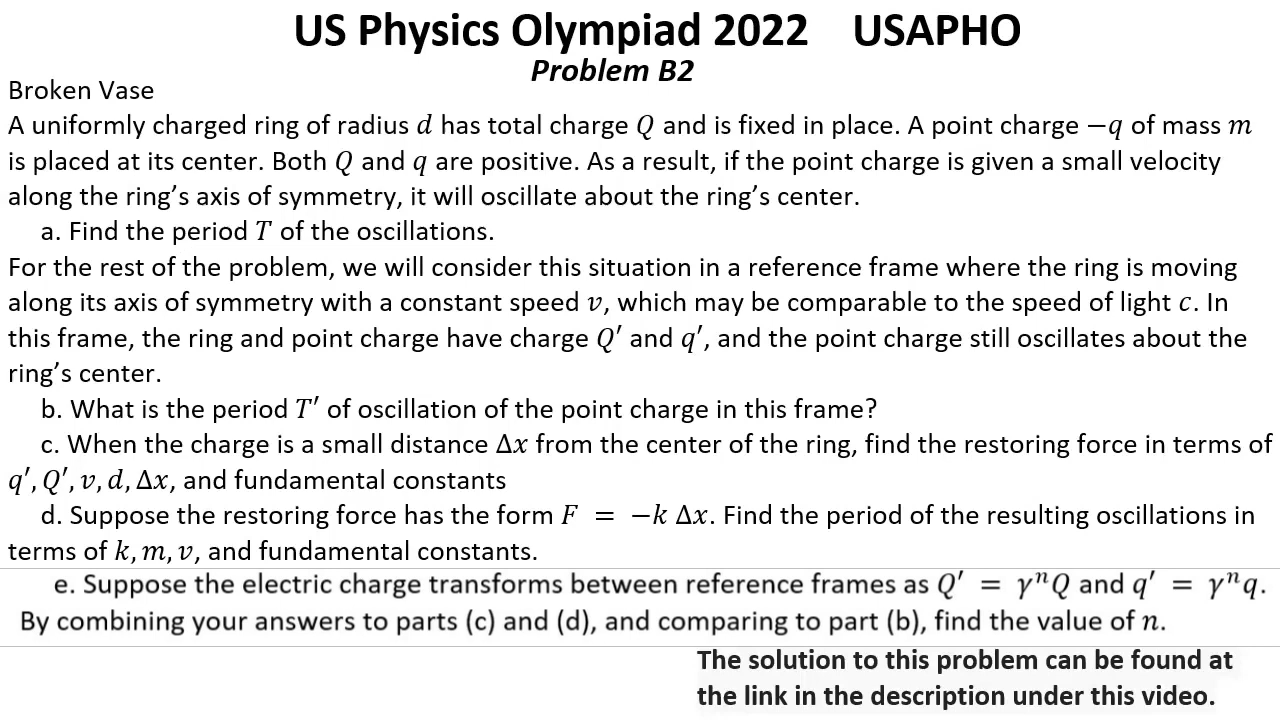 US Physics Olympiad 2022 USAPHO
Problem B2
Broken Vase
A uniformly charged ring of radius d has total charge Q and is fixed in place. A point charge −q of mass m
is placed at its center. Both Q and q are positive. As a result, if the point charge is given a small velocity
along the ring’s axis of symmetry, it will oscillate about the ring’s center.
a. Find the period T of the oscillations.
For the rest of the problem, we will consider this situation in a reference frame where the ring is moving
along its axis of symmetry with a constant speed v, which may be comparable to the speed of light c. In
this frame, the ring and point charge have charge Q′ and q′, and the point charge still oscillates about the
ring’s center.
b. What is the period T′ of oscillation of the point charge in this frame?
c. When the charge is a small distance Δx from the center of the ring, find the restoring force in terms of
q′, Q′, v, d, Δx, and fundamental constants
d. Suppose the restoring force has the form F = −k Δx. Find the period of the resulting oscillations in
terms of k, m, v, and fundamental constants.
e. Suppose the electric charge transforms between reference frames as Q′ = γⁿQ and q′ = γⁿq.
By combining your answers to parts (c) and (d), and comparing to part (b), find the value of n.
The solution to this problem can be found at
the link in the description under this video.